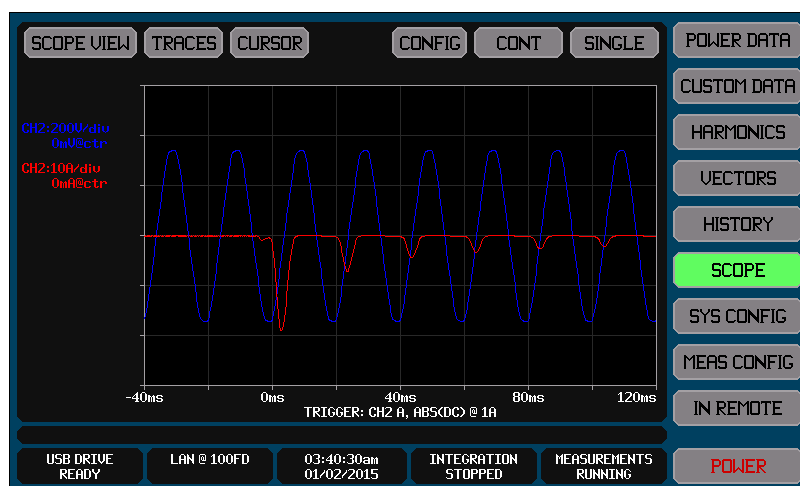 SCOPE VIEW
TRACES
CURSOR
CONFIG
CONT
SINGLE
POWER DATA
CUSTOM DATA
HARMONICS
VECTORS
HISTORY
SCOPE
SYS CONFIG
MEAS CONFIG
IN REMOTE
POWER
CH2:200V/div
0mV@ctr
CH2:10A/div
0mA@ctr
-40ms
0ms
40ms
80ms
120ms
TRIGGER: CH2 A, ABS(DC) @ 1A
USB DRIVE
READY
LAN @ 100FD
03:40:30am
01/02/2015
INTEGRATION
STOPPED
MEASUREMENTS
RUNNING